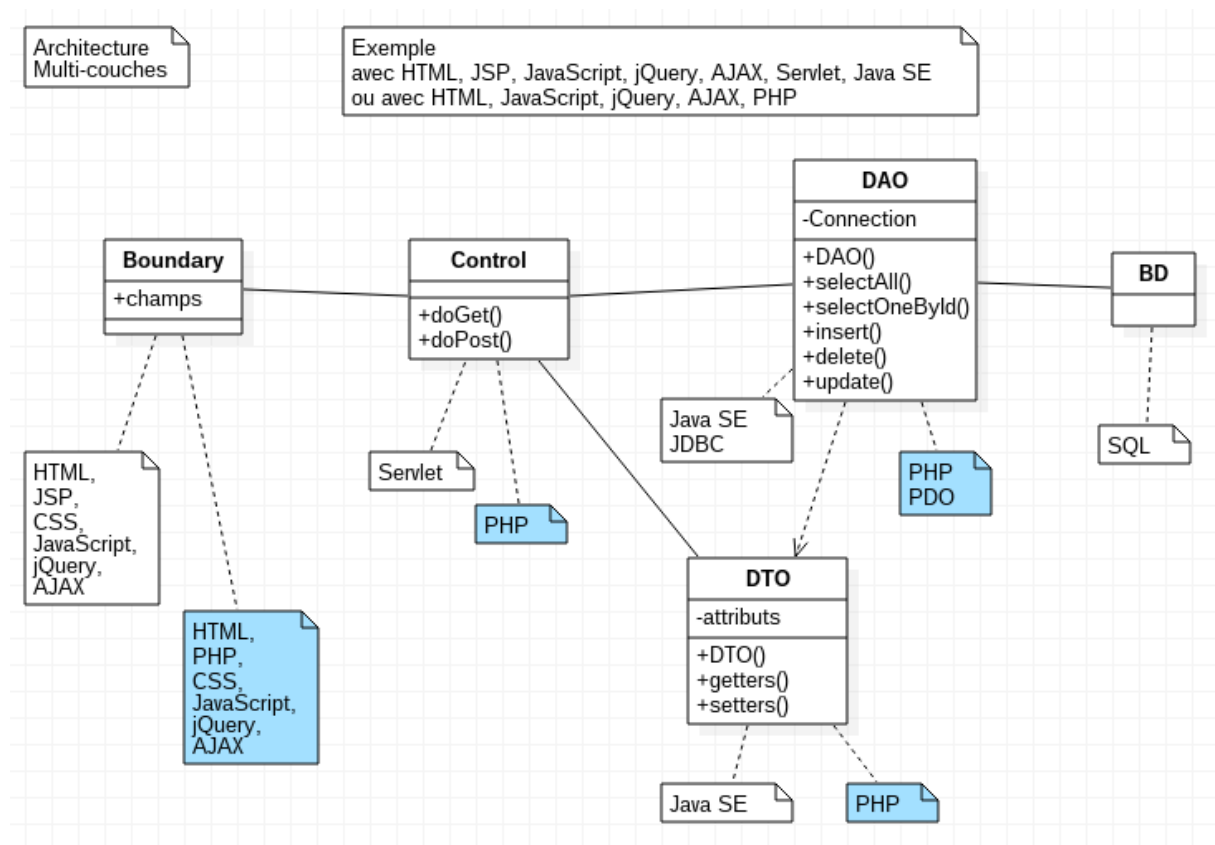 Architecture
Multi-couches
Exemple
avec HTML, JSP, JavaScript, jQuery, AJAX, Servlet, Java SE
ou avec HTML, JavaScript, jQuery, AJAX, PHP
Boundary
+champs
Control
+doGet()
+doPost()
DAO
-Connection
+DAO()
+selectAll()
+selectOneById()
+insert()
+delete()
+update()
BD
HTML,
JSP,
CSS,
JavaScript,
jQuery,
AJAX
HTML,
PHP,
CSS,
JavaScript,
jQuery,
AJAX
Servlet
PHP
Java SE
JDBC
PHP
PDO
SQL
DTO
-attributs
+DTO()
+getters()
+setters()
Java SE
PHP